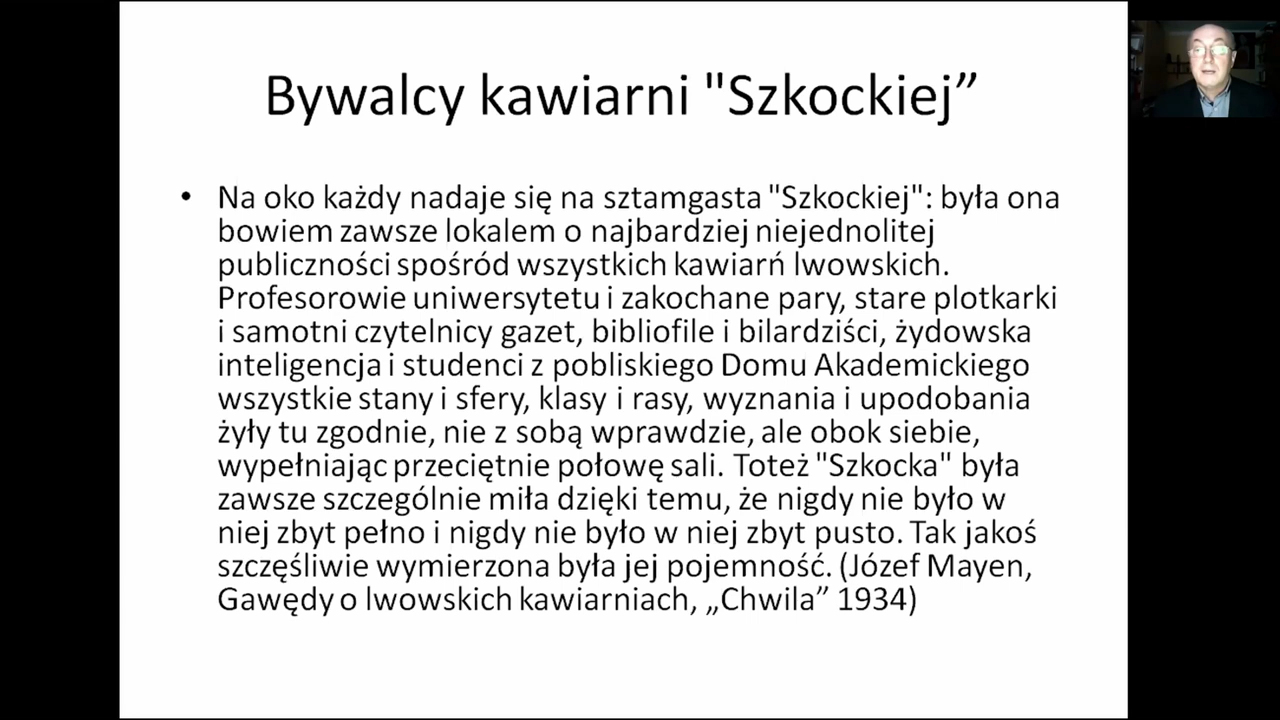 Bywalcy kawiarni "Szkockiej”
• Na oko każdy nadaje się na sztamgasta "Szkockiej": była ona
bowiem zawsze lokalem o najbardziej niejednolitej
publiczności spośród wszystkich kawiarń lwowskich.
Profesorowie uniwersytetu i zakochane pary, stare plotkarki
i samotni czytelnicy gazet, bibliofile i bilardziści, żydowska
inteligencja i studenci z pobliskiego Domu Akademickiego
wszystkie stany i sfery, klasy i rasy, wyznania i upodobania
żyły tu zgodnie, nie z sobą wprawdzie, ale obok siebie,
wypełniając przeciętnie połowę sali. Toteż "Szkocka" była
zawsze szczególnie miła dzięki temu, że nigdy nie było w
niej zbyt pełno i nigdy nie było w niej zbyt pusto. Tak jakoś
szczęśliwie wymierzona była jej pojemność. (Józef Mayen,
Gawędy o lwowskich kawiarniach, „Chwila” 1934)